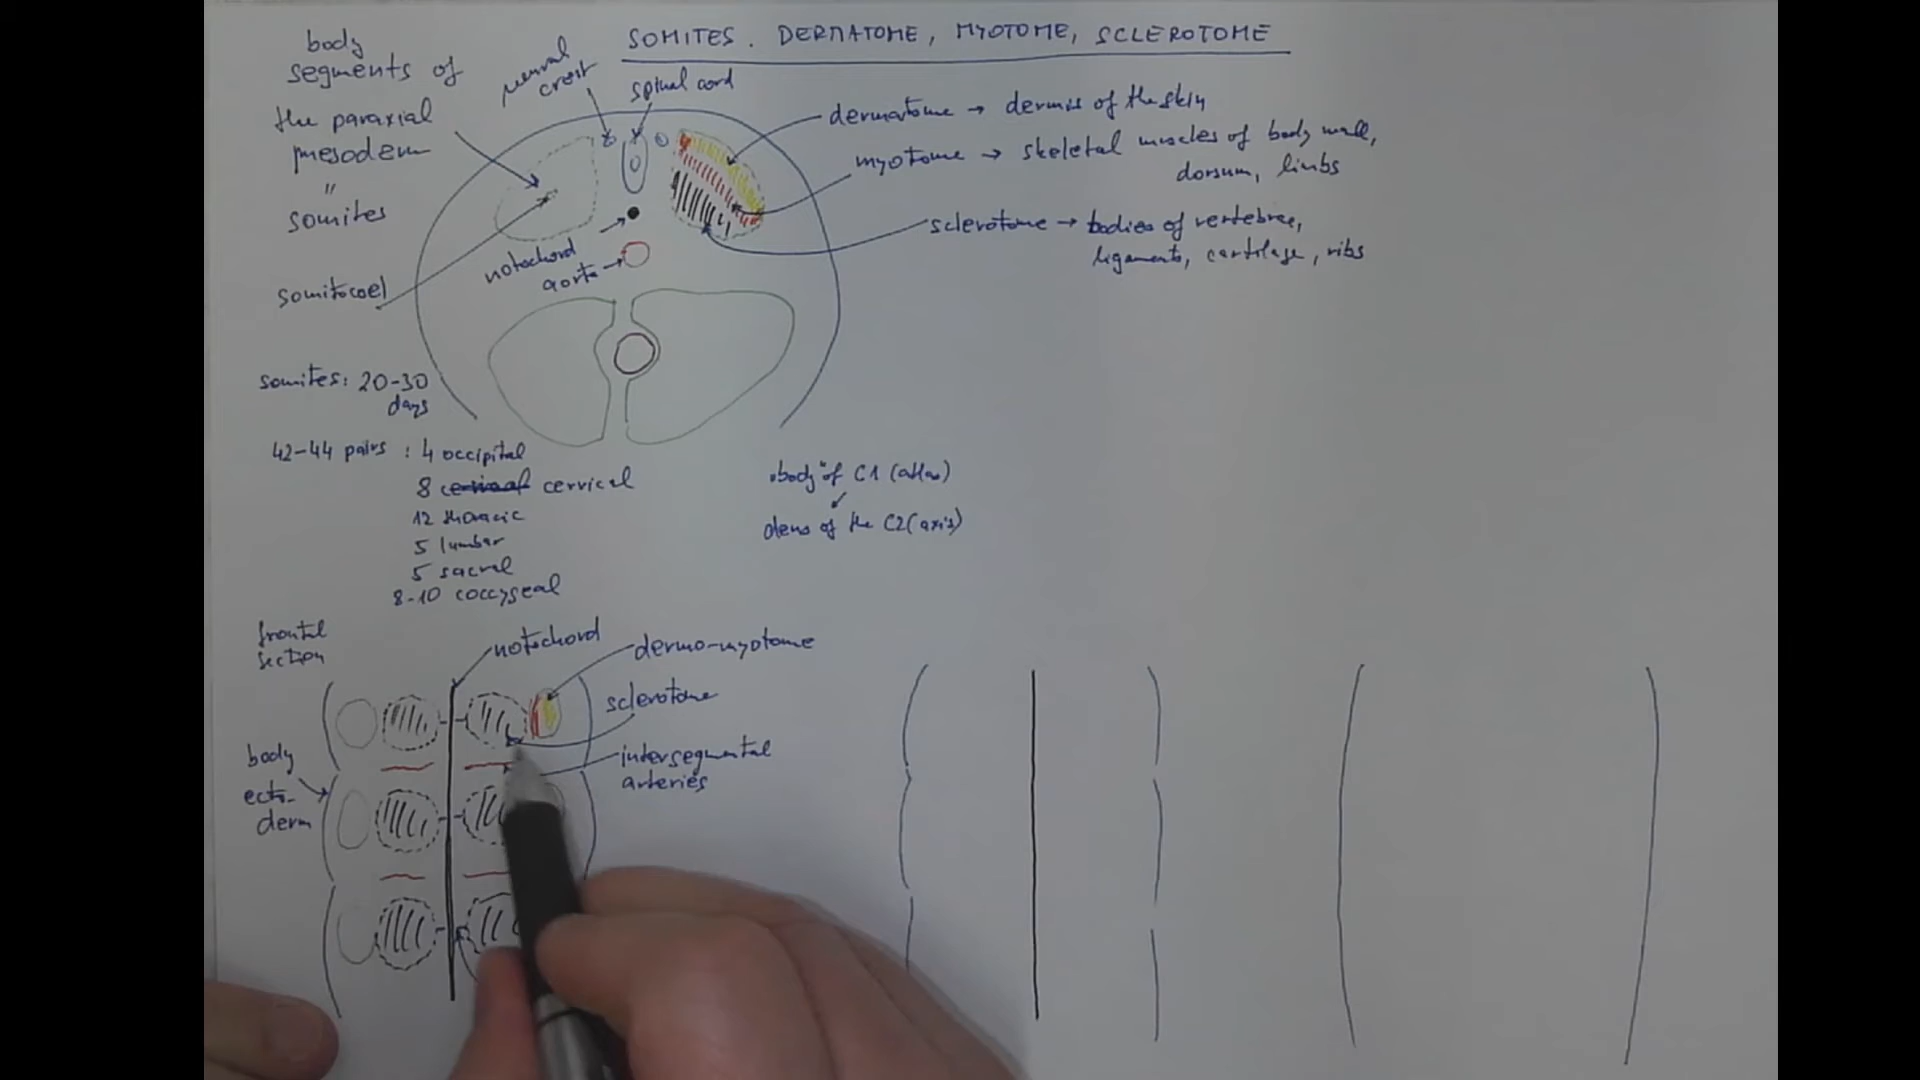 SOMITES. DERMATOME, MYOTOME, SCLEROTOME
body
segments of
the paraxial
mesoderm
"
somites
neural
crest
spinal cord
dermatome → dermis of the skin
myotome → skeletal muscles of body wall,
dorsum, limbs
sclerotome → bodies of vertebrae,
ligaments, cartilage, ribs
notochord
aorta
somitocoel
somites: 20-30
days
42-44 pairs : 4 occipital
8 cervical
12 thoracic
5 lumbar
5 sacral
8-10 coccygeal
"body" of C1 (atlas)
dens of the C2 (axis)
frontal
section
notochord
dermo-myotome
sclerotome
intersegmental
arteries
body
ecto-
derm